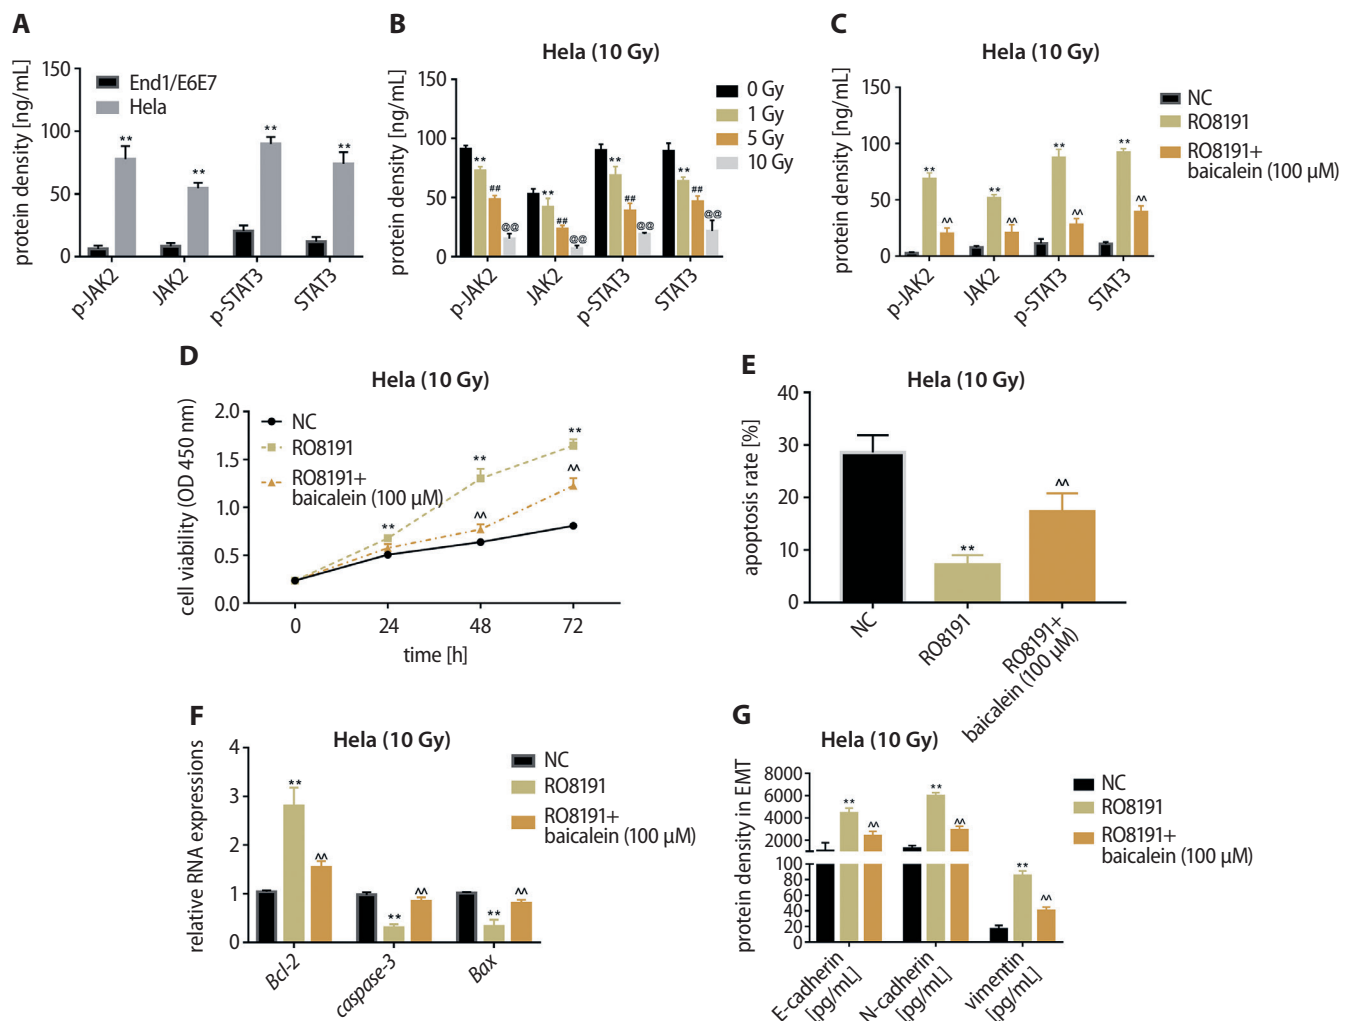 A
protein density [ng/mL]
150
100
50
0
End1/E6E7
Hela
**
**
**
**
p-JAK2
JAK2
p-STAT3
STAT3
B
Hela (10 Gy)
protein density [ng/mL]
150
100
50
0
0 Gy
1 Gy
5 Gy
10 Gy
**
##
@@
**
##
@@
**
##
@@
**
##
@@
p-JAK2
JAK2
p-STAT3
STAT3
C
Hela (10 Gy)
protein density [ng/mL]
150
100
50
0
NC
RO8191
RO8191+
baicalein (100 μM)
**
^^
**
^^
**
^^
**
^^
p-JAK2
JAK2
p-STAT3
STAT3
D
Hela (10 Gy)
cell viability (OD 450 nm)
2.0
1.5
1.0
0.5
0.0
NC
RO8191
RO8191+
baicalein (100 μM)
**
**
^^
**
^^
0
24
48
72
time [h]
E
Hela (10 Gy)
apoptosis rate [%]
40
30
20
10
0
**
^^
NC
RO8191
RO8191+
baicalein (100 μM)
F
Hela (10 Gy)
relative RNA expressions
4
3
2
1
0
NC
RO8191
RO8191+
baicalein (100 μM)
**
^^
**
^^
**
^^
Bcl-2
caspase-3
Bax
G
Hela (10 Gy)
protein density in EMT
8000
6000
4000
2000
100
80
60
40
20
0
NC
RO8191
RO8191+
baicalein (100 μM)
**
^^
**
^^
**
^^
E-cadherin
[pg/mL]
N-cadherin
[pg/mL]
vimentin
[pg/mL]